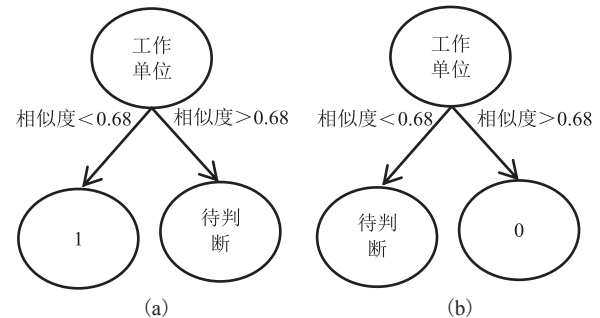 工作
单位
相似度＜0.68
相似度＞0.68
1
待判
断
(a)
工作
单位
相似度＜0.68
相似度＞0.68
待判
断
0
(b)